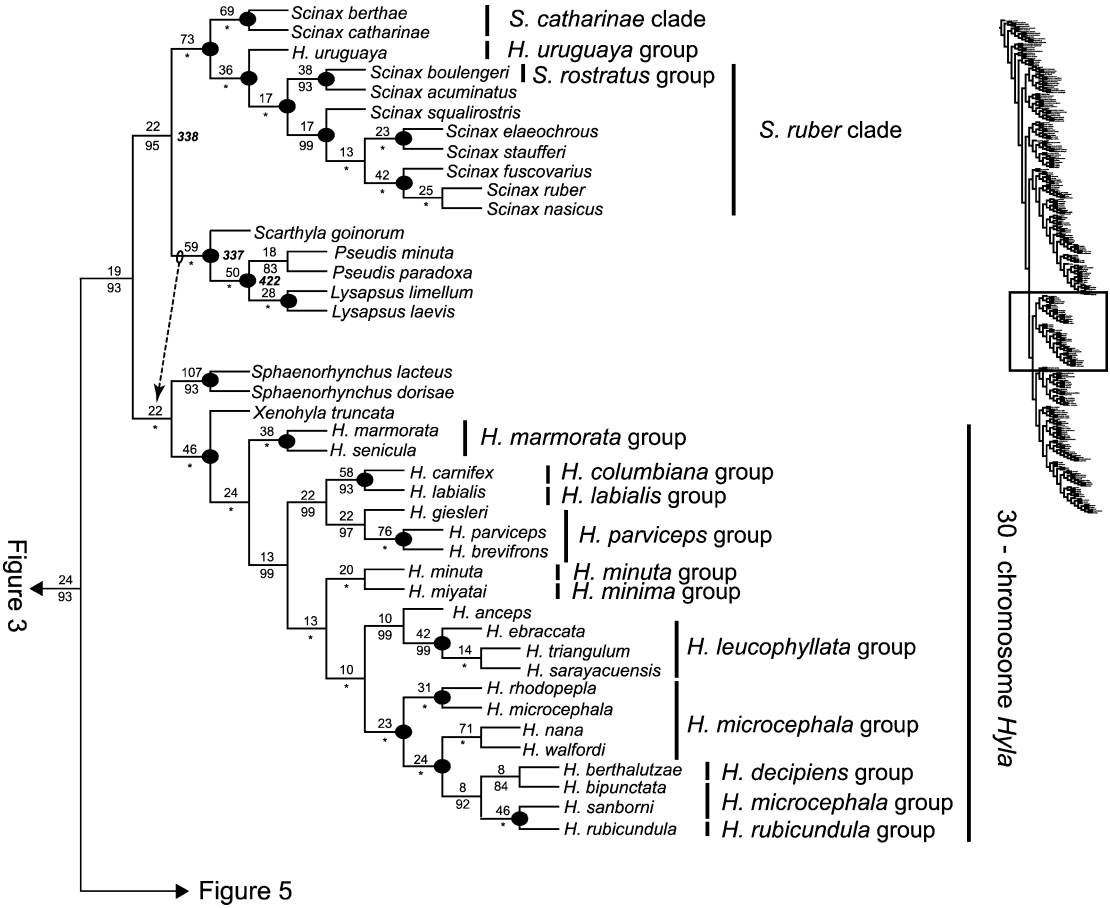 69
*
Scinax berthae
Scinax catharinae
S. catharinae clade
73
*
H. uruguaya
H. uruguaya group
36
*
38
93
Scinax boulengeri
S. rostratus group
Scinax acuminatus
17
*
Scinax squalirostris
17
99
23
*
Scinax elaeochrous
Scinax staufferi
S. ruber clade
22
95
338
13
*
Scinax fuscovarius
42
*
25
*
Scinax ruber
Scinax nasicus
Scarthyla goinorum
59
*
337
18
83
Pseudis minuta
Pseudis paradoxa
50
*
422
28
*
Lysapsus limellum
Lysapsus laevis
19
93
107
93
Sphaenorhynchus lacteus
Sphaenorhynchus dorisae
22
*
Xenohyla truncata
46
*
38
*
H. marmorata
H. senicula
H. marmorata group
24
*
58
93
H. carnifex
H. labialis
H. columbiana group
H. labialis group
22
99
22
97
H. giesleri
76
*
H. parviceps
H. brevifrons
H. parviceps group
13
99
20
*
H. minuta
H. miyatai
H. minuta group
H. minima group
13
*
10
99
H. anceps
42
99
H. ebraccata
14
*
H. triangulum
H. sarayacuensis
H. leucophyllata group
10
*
31
*
H. rhodopepla
H. microcephala
23
*
71
*
H. nana
H. walfordi
H. microcephala group
24
*
8
84
H. berthalutzae
H. bipunctata
H. decipiens group
8
92
46
*
H. sanborni
H. rubicundula
H. microcephala group
H. rubicundula group
30 - chromosome Hyla
24
93
Figure 3
Figure 5